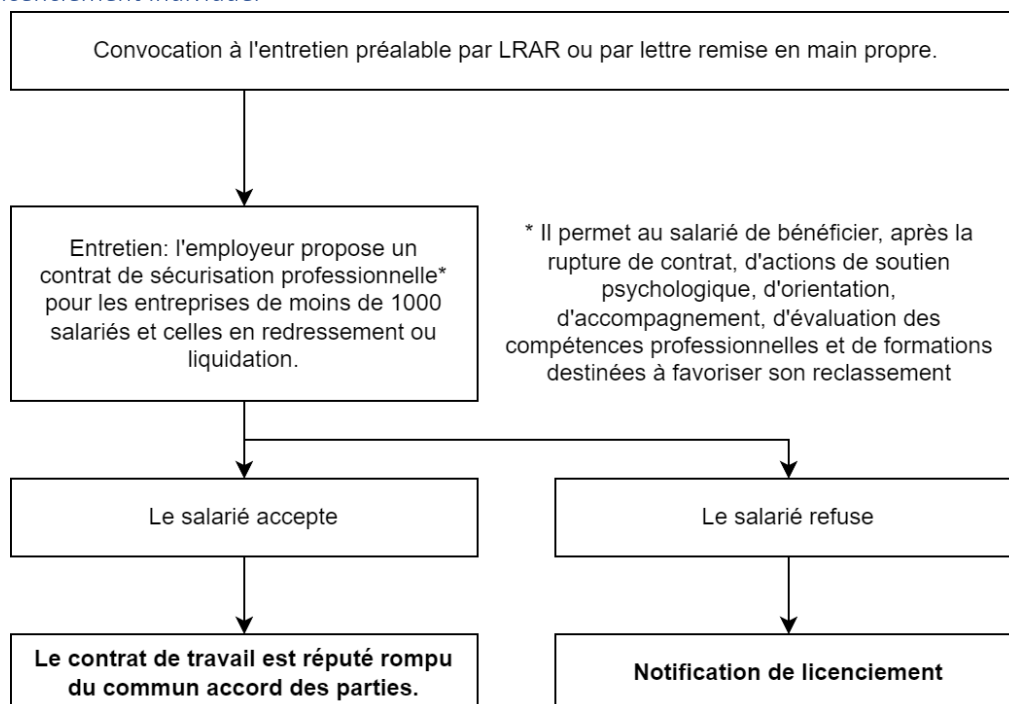 licenciement individuel
Convocation à l'entretien préalable par LRAR ou par lettre remise en main propre.
Entretien: l'employeur propose un
contrat de sécurisation professionnelle*
pour les entreprises de moins de 1000
salariés et celles en redressement ou
liquidation.
* Il permet au salarié de bénéficier, après la
rupture de contrat, d'actions de soutien
psychologique, d'orientation,
d'accompagnement, d'évaluation des
compétences professionnelles et de formations
destinées à favoriser son reclassement
Le salarié accepte
Le salarié refuse
Le contrat de travail est réputé rompu
du commun accord des parties.
Notification de licenciement